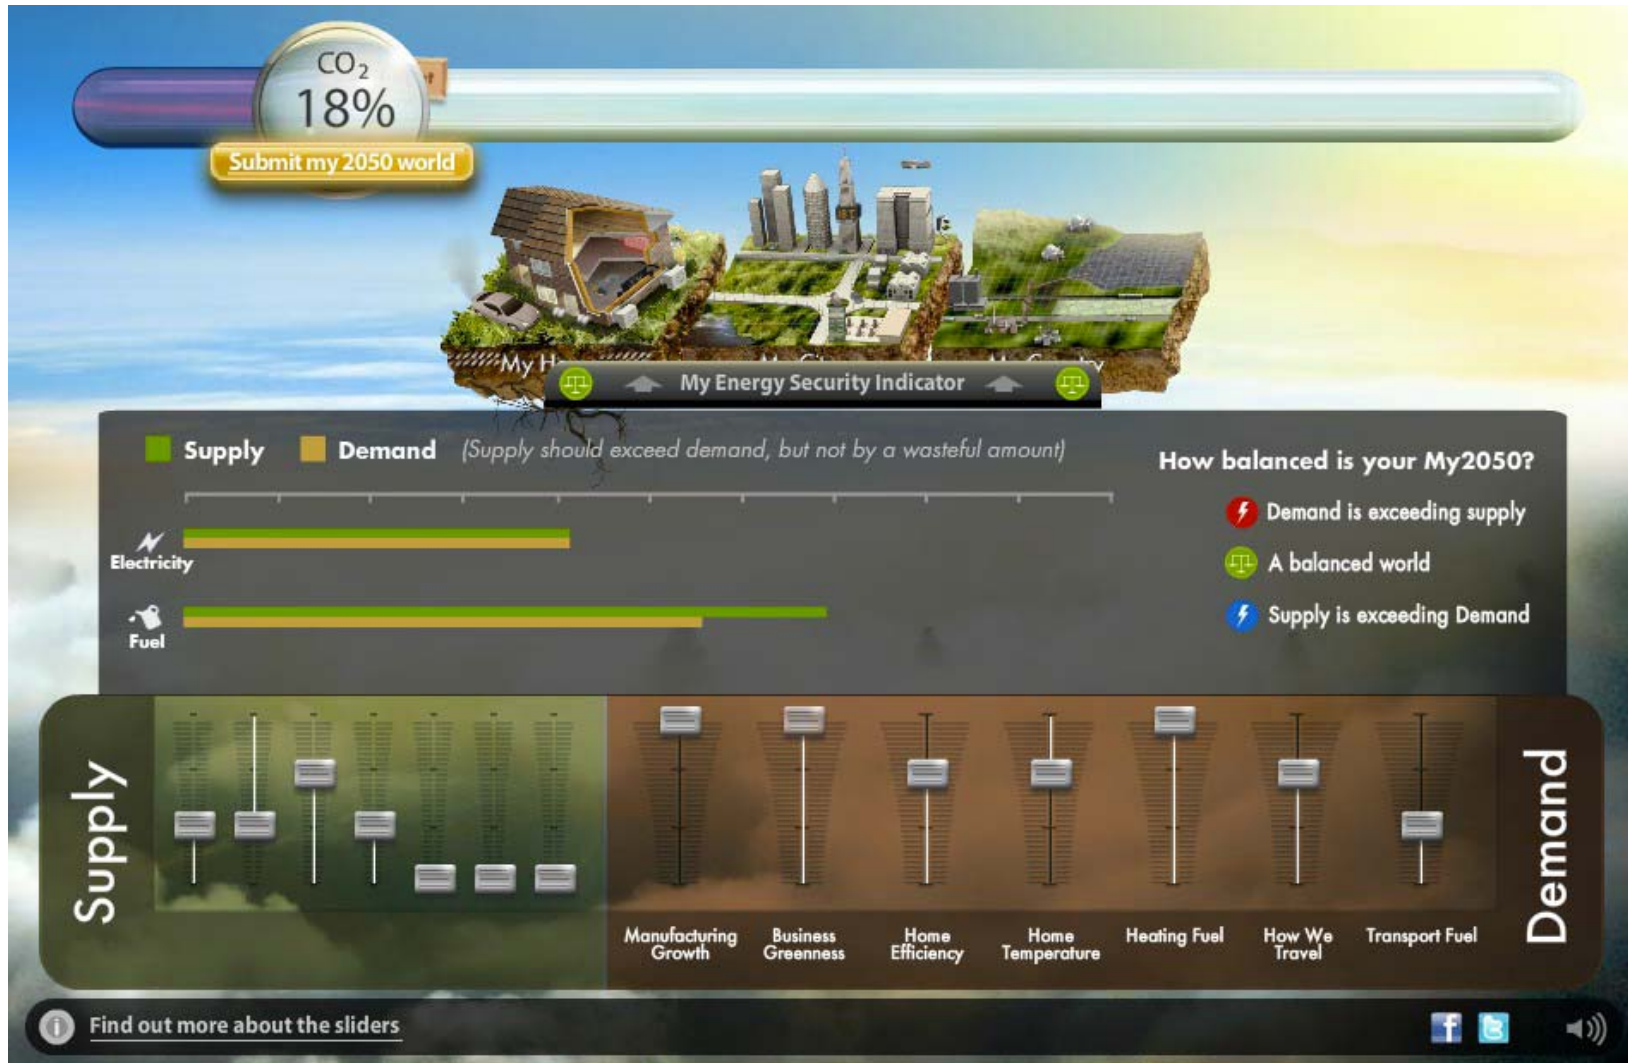 CO2
18%
Submit my 2050 world
My Energy Security Indicator
Supply
Demand
(Supply should exceed demand, but not by a wasteful amount)
How balanced is your My2050?
Demand is exceeding supply
A balanced world
Supply is exceeding Demand
Electricity
Fuel
Supply
Manufacturing
Growth
Business
Greenness
Home
Efficiency
Home
Temperature
Heating Fuel
How We
Travel
Transport Fuel
Demand
Find out more about the sliders